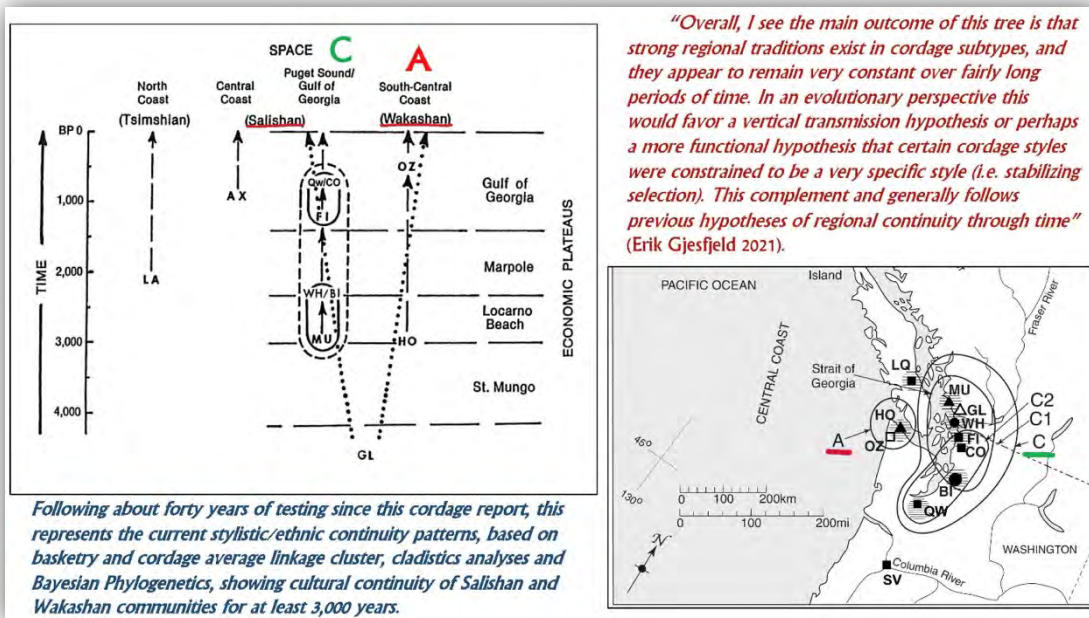 SPACE
C
A
North
Coast
(Tsimshian)
Central
Coast
Puget Sound/
Gulf of
Georgia
(Salishan)
South-Central
Coast
(Wakashan)
TIME
BP 0
1,000
2,000
3,000
4,000
LA
AX
QW/CO
FI
WH/BI
MU
OZ
HO
GL
Gulf of
Georgia
Marpole
Locarno
Beach
St. Mungo
ECONOMIC PLATEAUS
Following about forty years of testing since this cordage report, this
represents the current stylistic/ethnic continuity patterns, based on
basketry and cordage average linkage cluster, cladistics analyses and
Bayesian Phylogenetics, showing cultural continuity of Salishan and
Wakashan communities for at least 3,000 years.
"Overall, I see the main outcome of this tree is that
strong regional traditions exist in cordage subtypes, and
they appear to remain very constant over fairly long
periods of time. In an evolutionary perspective this
would favor a vertical transmission hypothesis or perhaps
a more functional hypothesis that certain cordage styles
were constrained to be a very specific style (i.e. stabilizing
selection). This complement and generally follows
previous hypotheses of regional continuity through time"
(Erik Gjesfjeld 2021).
PACIFIC OCEAN
Island
Fraser River
CENTRAL COAST
Strait of
Georgia
LQ
MU
GL
WH
FI
CO
BI
QW
HO
OZ
A
C2
C1
C
45°
130°
0 100 200km
0 100 200mi
N
SV
Columbia River
WASHINGTON